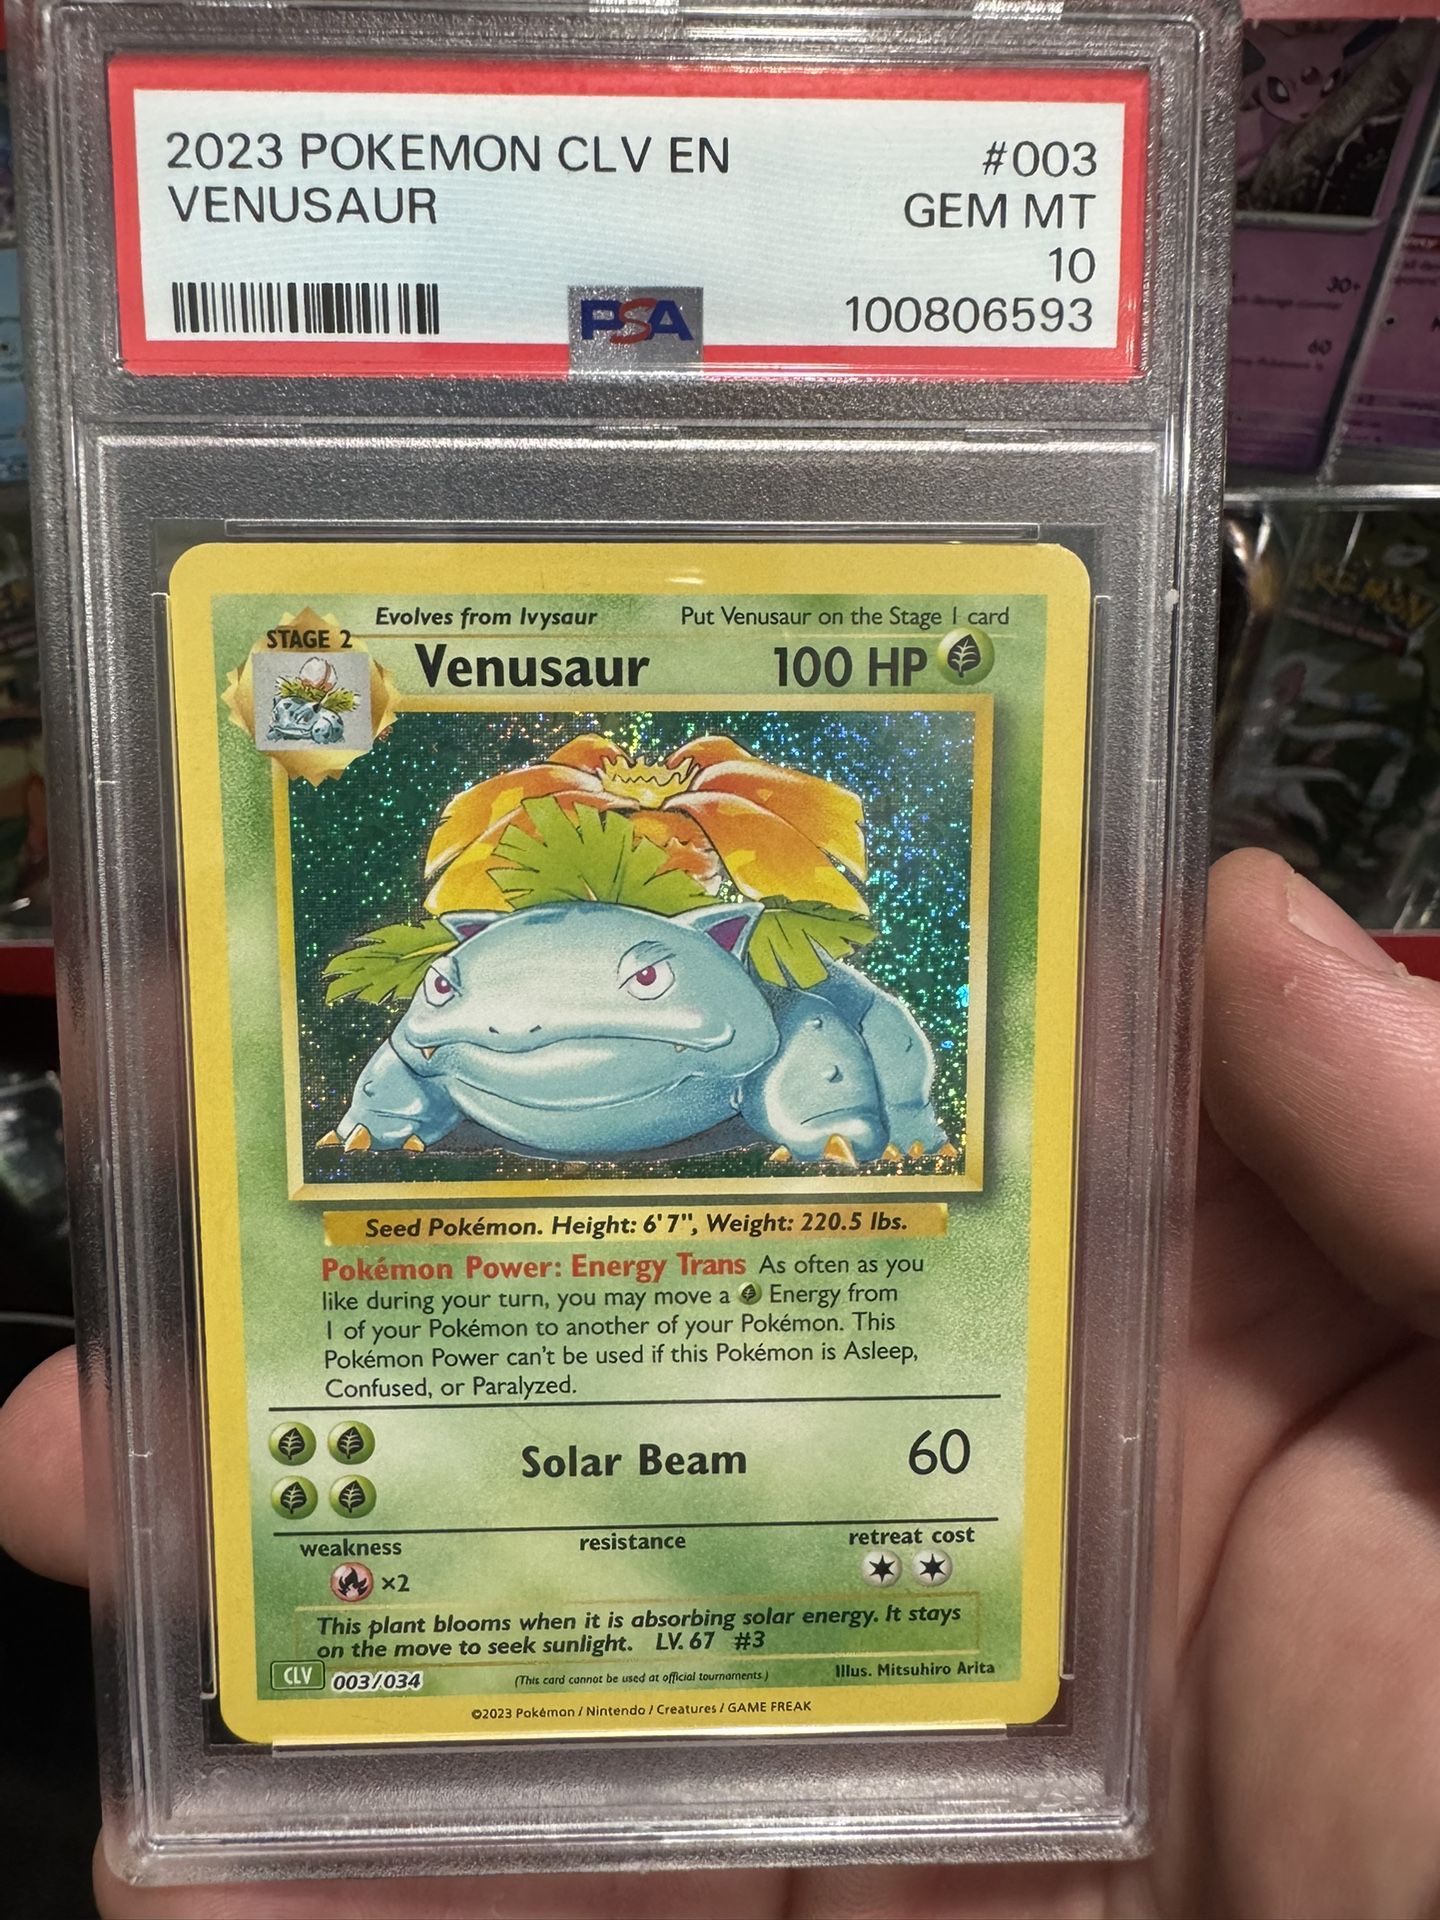 2023 POKEMON CLV EN #003
VENUSAUR GEM MT
10
PSA 100806593
Evolves from Ivysaur Put Venusaur on the Stage 1 card
STAGE 2
Venusaur 100 HP
Seed Pokémon. Height: 6'7", Weight: 220.5 lbs.
Pokémon Power: Energy Trans As often as you
like during your turn, you may move a Energy from
1 of your Pokémon to another of your Pokémon. This
Pokémon Power can't be used if this Pokémon is Asleep,
Confused, or Paralyzed.
Solar Beam 60
weakness resistance retreat cost
×2
This plant blooms when it is absorbing solar energy. It stays
on the move to seek sunlight. LV. 67 #3
CLV 003/034 (This card cannot be used at official tournaments.) Illus. Mitsuhiro Arita
©2023 Pokémon / Nintendo / Creatures / GAME FREAK
30+
60